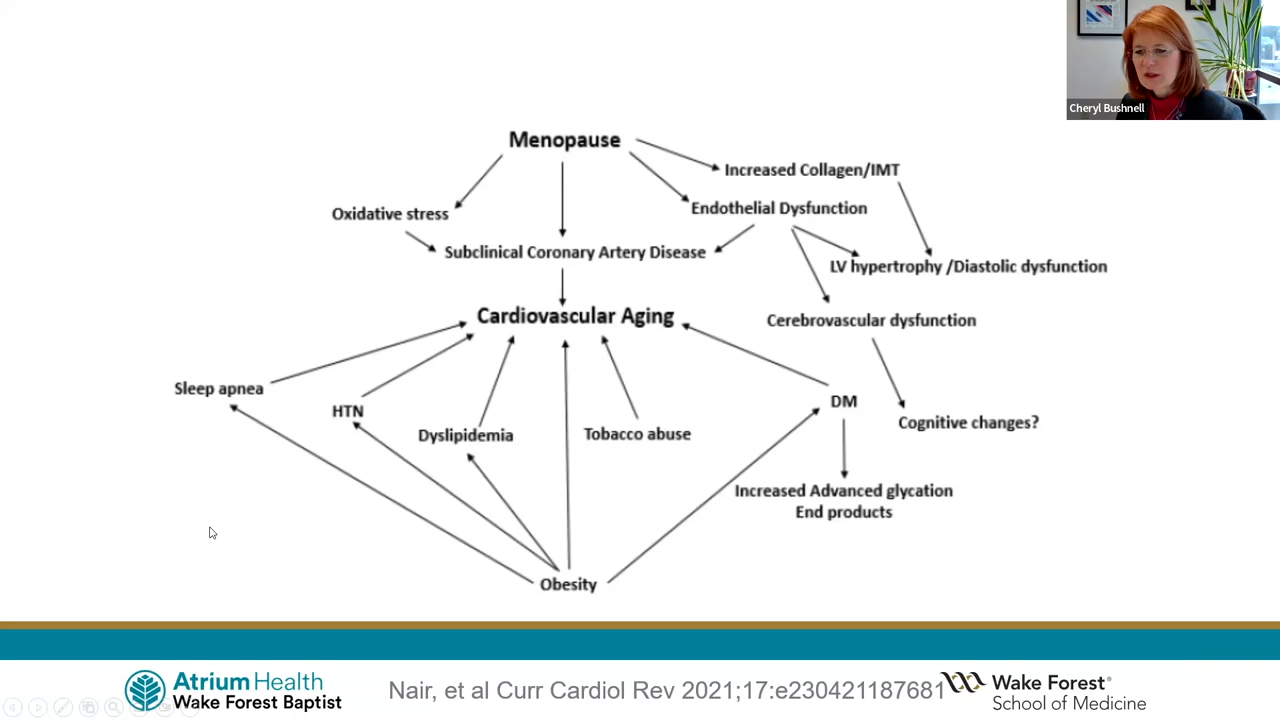 Cheryl Bushnell
Menopause
Increased Collagen/IMT
Oxidative stress
Endothelial Dysfunction
Subclinical Coronary Artery Disease
LV hypertrophy /Diastolic dysfunction
Cardiovascular Aging
Cerebrovascular dysfunction
Sleep apnea
HTN
DM
Dyslipidemia
Tobacco abuse
Cognitive changes?
Increased Advanced glycation
End products
Obesity
Atrium Health
Wake Forest Baptist
Nair, et al Curr Cardiol Rev 2021;17:e230421187681
Wake Forest®
School of Medicine